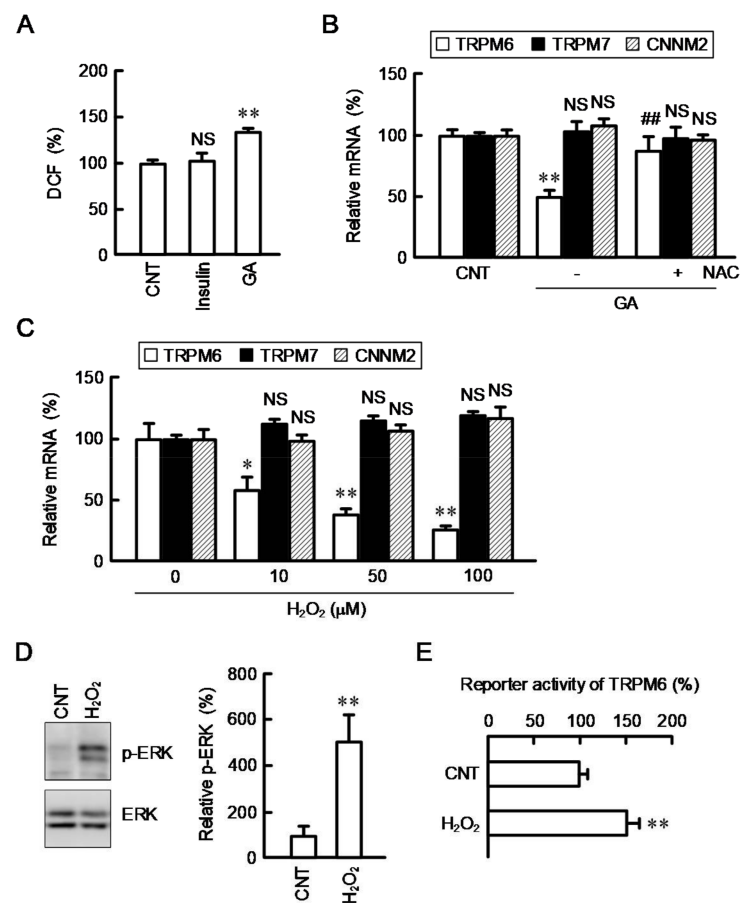 A
DCF (%)
200
150
100
50
0
NS
**
CNT
Insulin
GA
B
TRPM6 TRPM7 CNNM2
Relative mRNA (%)
150
100
50
0
**
NS NS
## NS NS
CNT - + NAC
GA
C
TRPM6 TRPM7 CNNM2
Relative mRNA (%)
150
100
50
0
*
NS NS
**
NS NS
**
NS NS
0 10 50 100
H₂O₂ (μM)
D
CNT
H₂O₂
p-ERK
ERK
Relative p-ERK (%)
800
600
400
200
0
**
CNT
H₂O₂
E
Reporter activity of TRPM6 (%)
0 50 100 150 200
CNT
H₂O₂ **